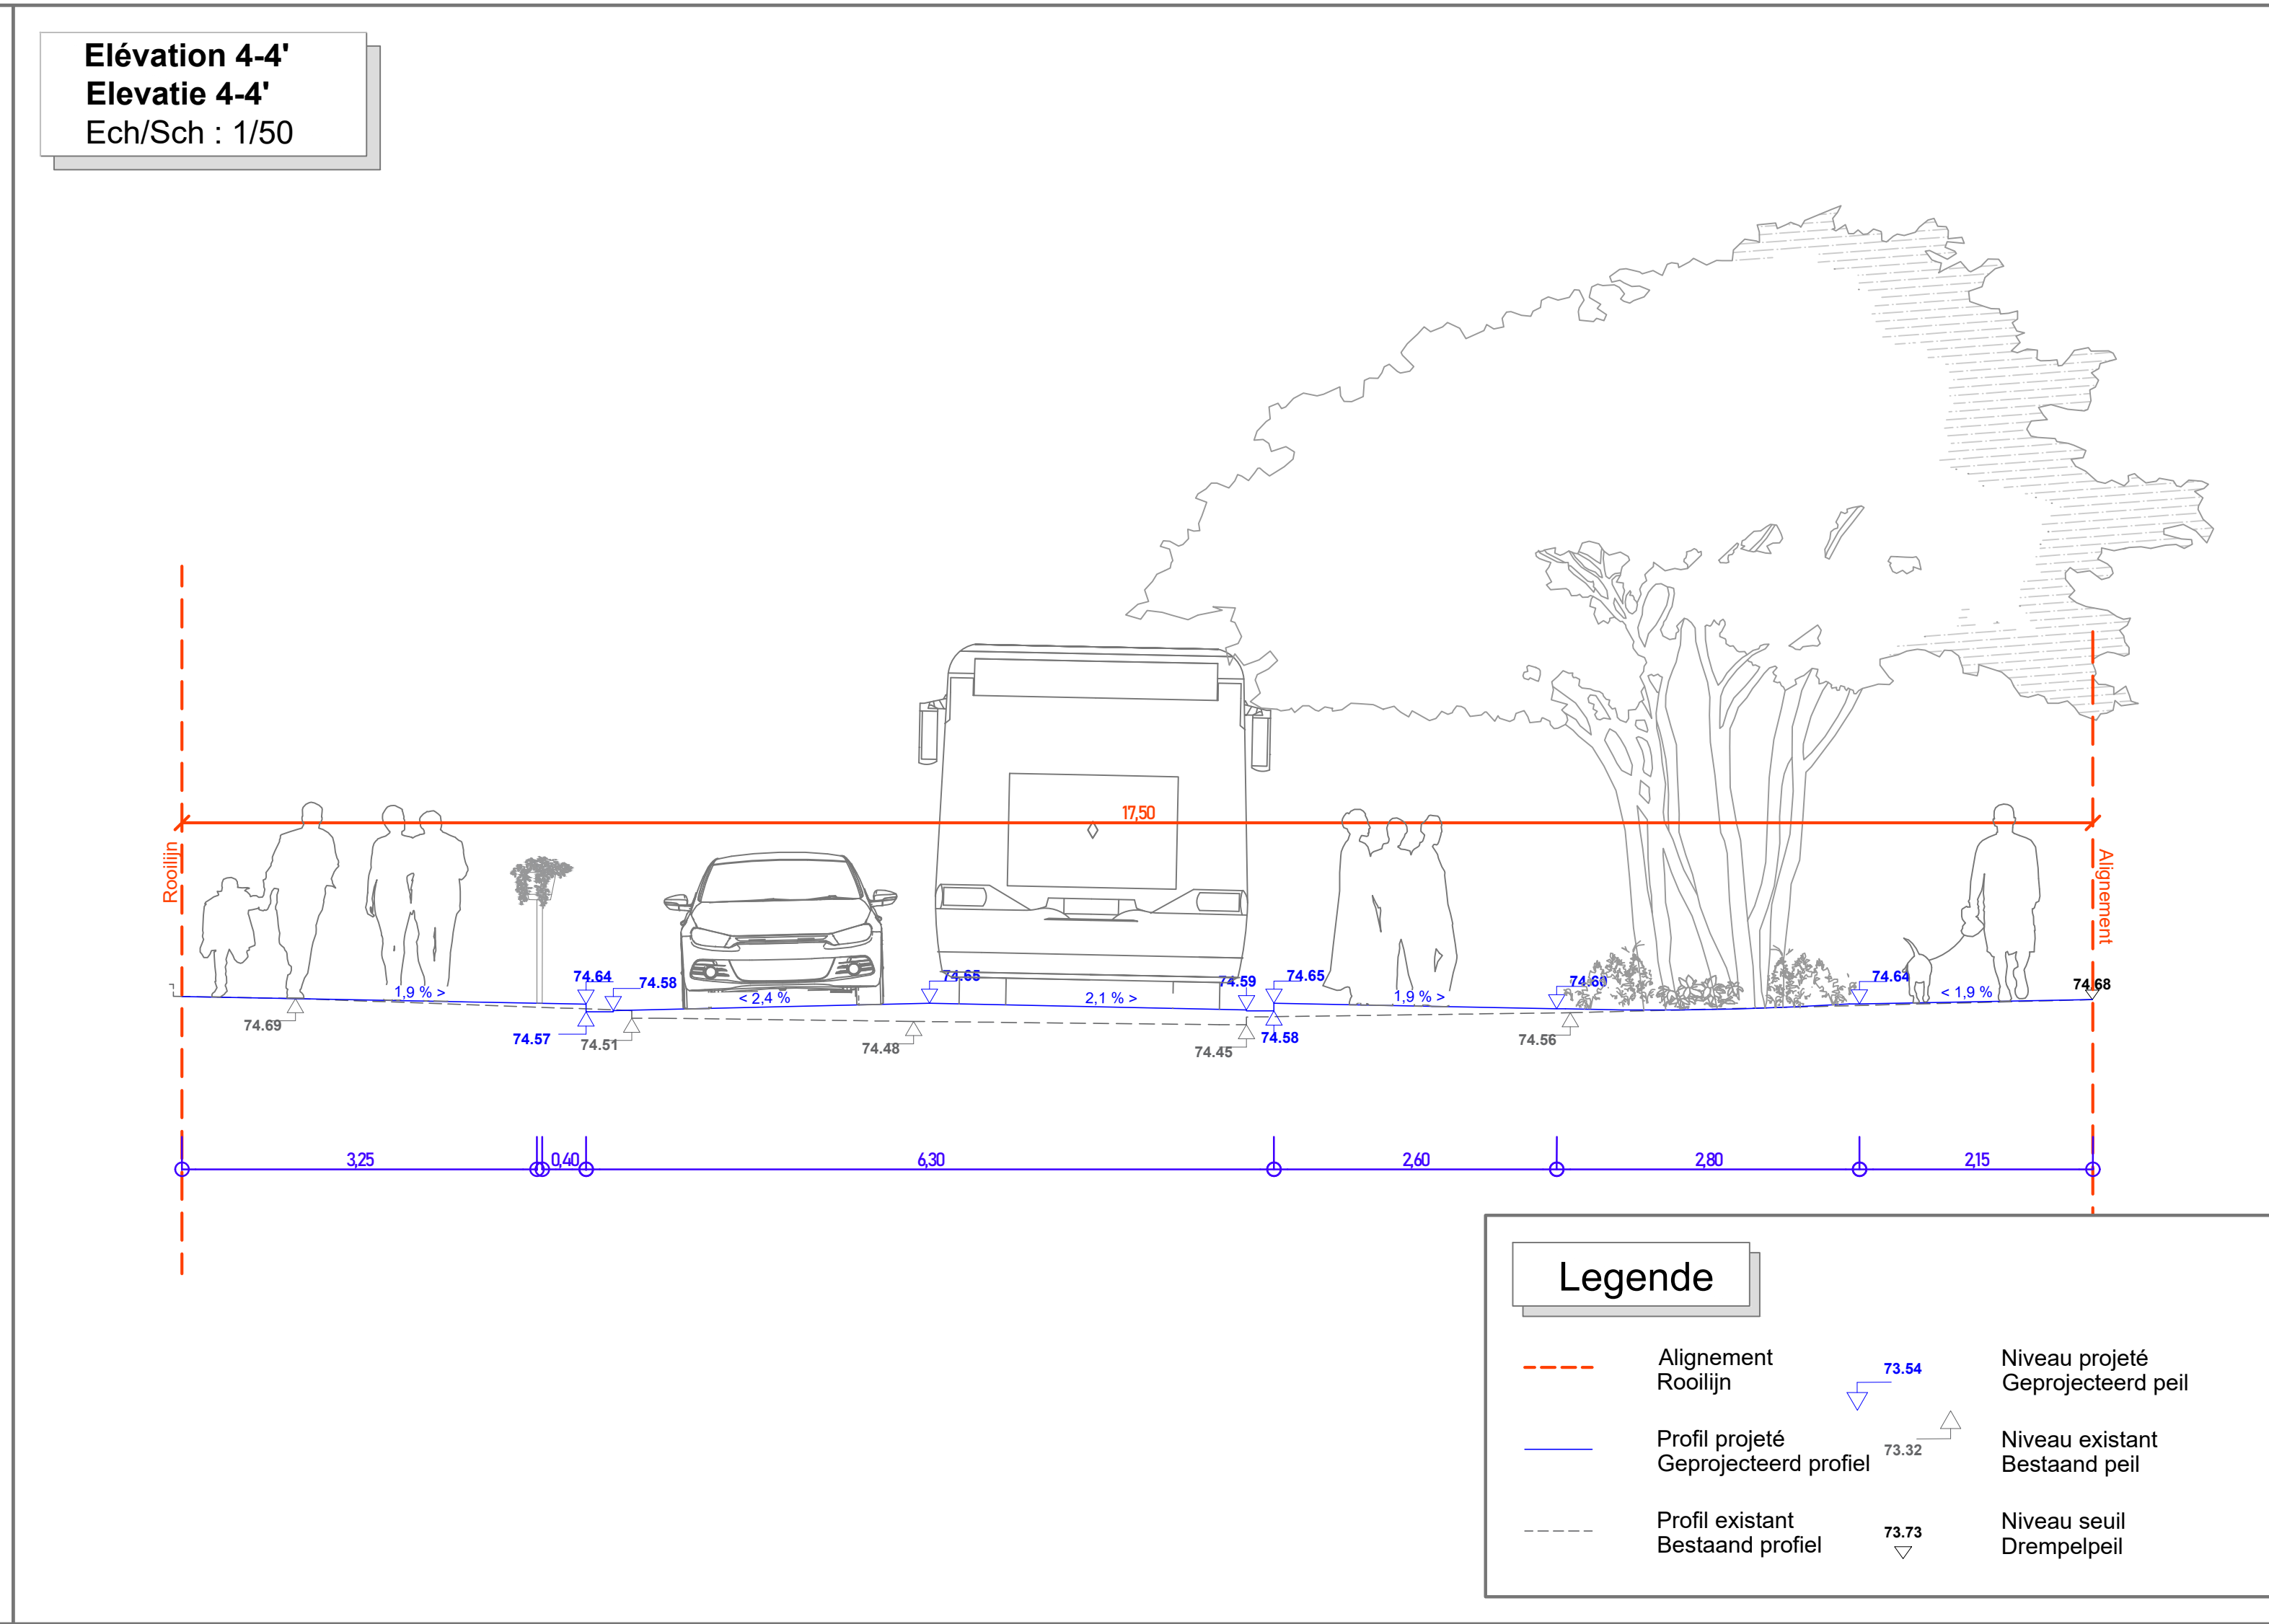 Elévation 4-4'
Elevatie 4-4'
Ech/Sch : 1/50
17,50
Rooilijn
Alignement
74.64
74.58
74.65
74.59
74.65
74.60
74.64
74.68
1,9 % >
< 2,4 %
2,1 % >
1,9 % >
< 1,9 %
74.69
74.57
74.51
74.48
74.45
74.58
74.56
3,25
0,40
6,30
2,60
2,80
2,15
Legende
Alignement
Rooilijn
73.54
Niveau projeté
Geprojecteerd peil
Profil projeté
Geprojecteerd profiel
73.32
Niveau existant
Bestaand peil
Profil existant
Bestaand profiel
73.73
Niveau seuil
Drempelpeil